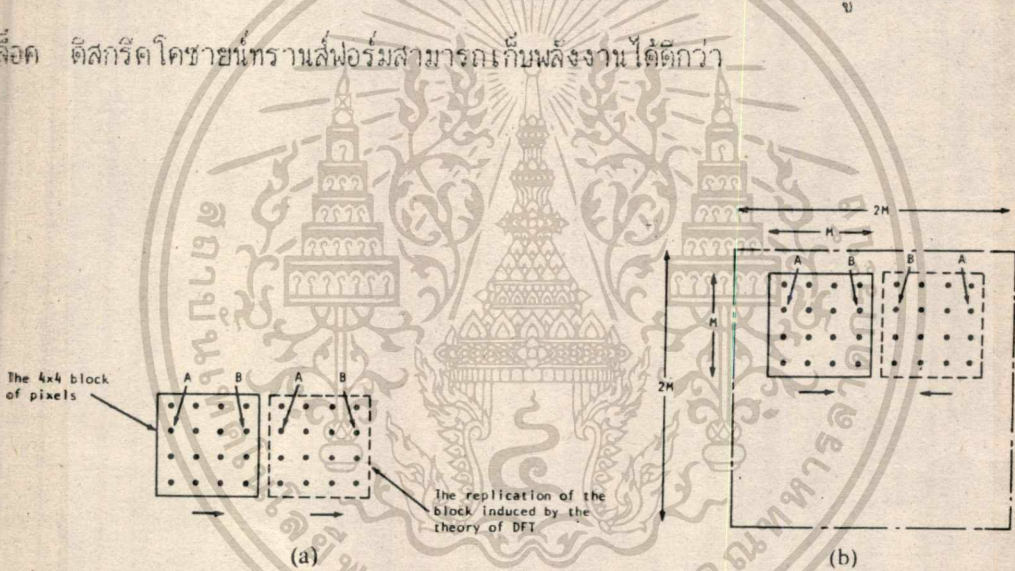 ดิสกรีตโคซายน์ทรานส์ฟอร์มสามารถเก็บพลังงานได้ดีกว่า
2M
M
A B B A
M
2M
The 4x4 block
of pixels
A B A B
The replication of the
block induced by the
theory of DFT
(a) (b)